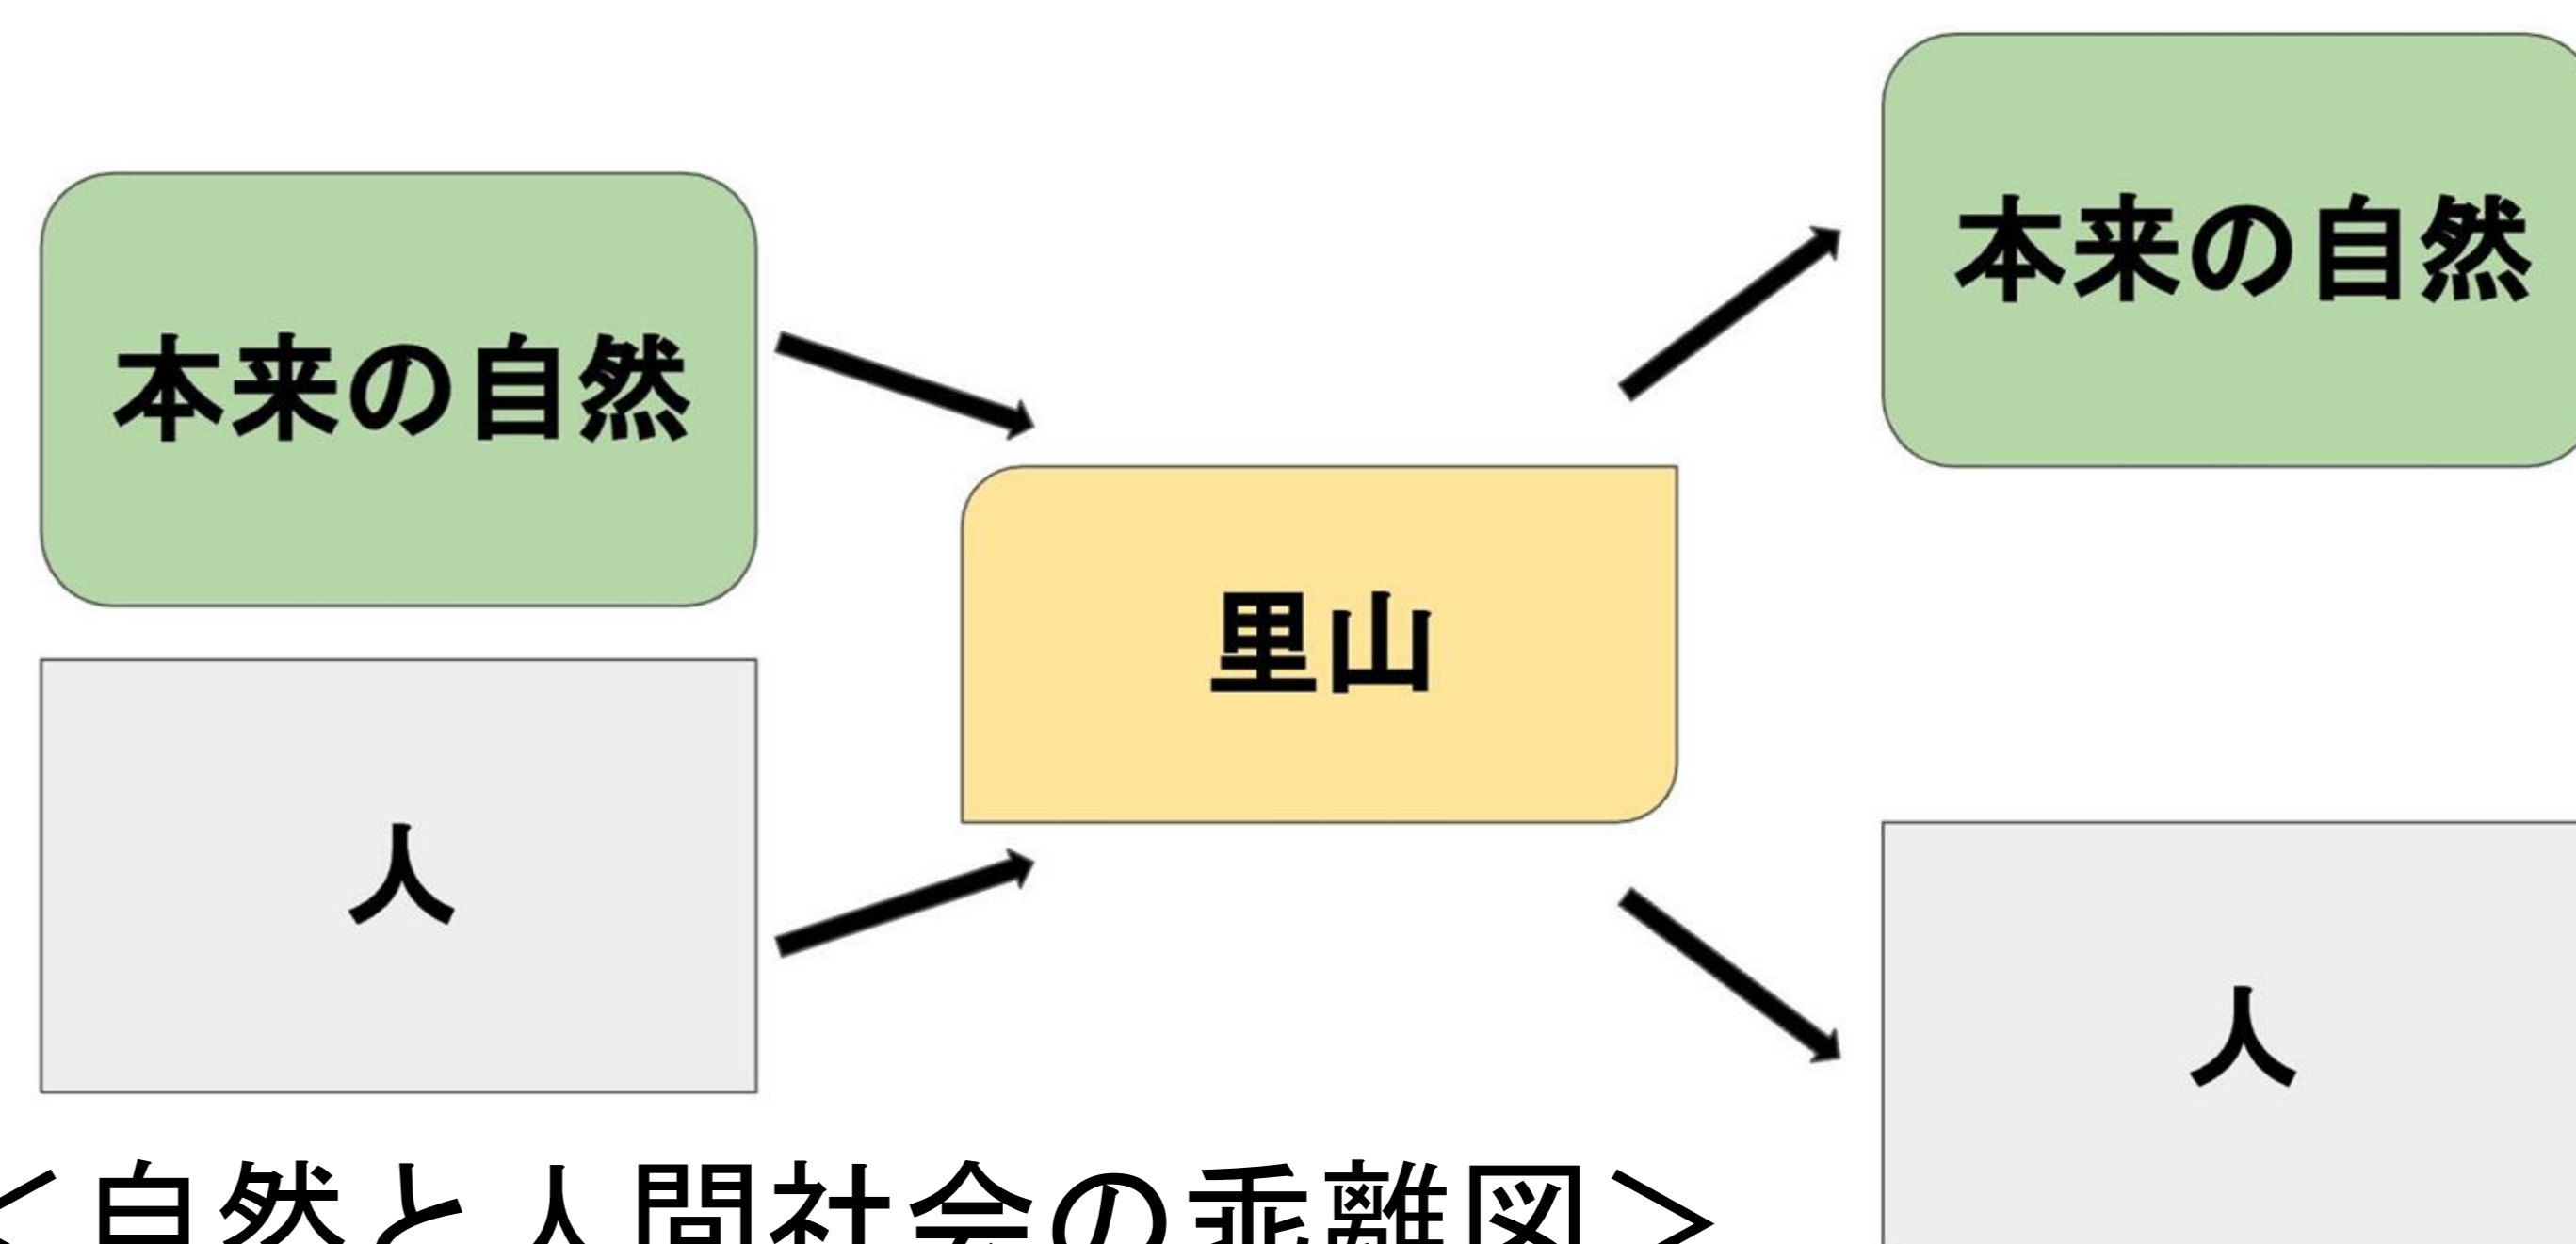 本来の自然
本来の自然
里山
人
人
＜自然と人間社会の乖離図＞